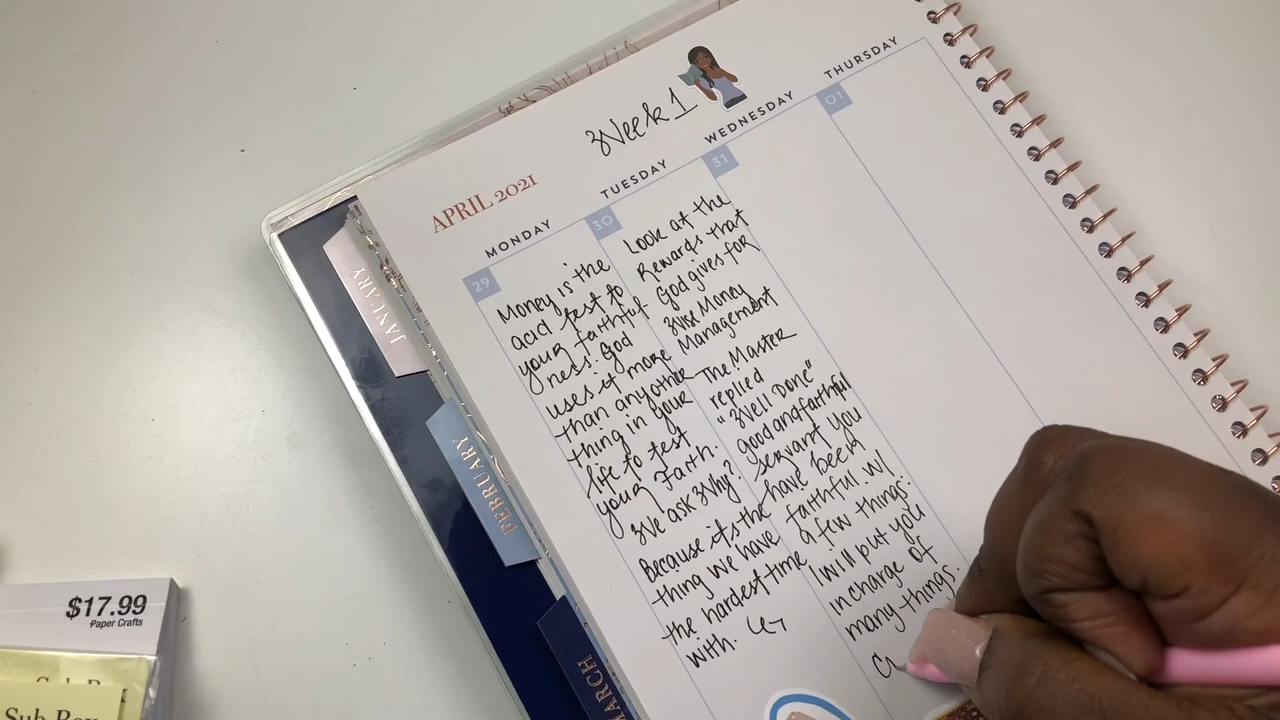 Week 1
APRIL 2021
MONDAY
TUESDAY
WEDNESDAY
THURSDAY
29
30
31
01
Money is the
acid test to
your faithful
ness! God
uses it more
than anyother
thing in your
life to test
your Faith.
We ask Why?
Because its the
thing we have
the hardest time
with.
Look at the
Rewards that
God gives for
Wise Money
Management
The Master
replied
"Well Done"
good and faithful
servant you
have been
faithful w/
a few things.
I will put you
in charge of
many things.
JANUARY
FEBRUARY
MARCH
$17.99
Paper Crafts
Sub Box